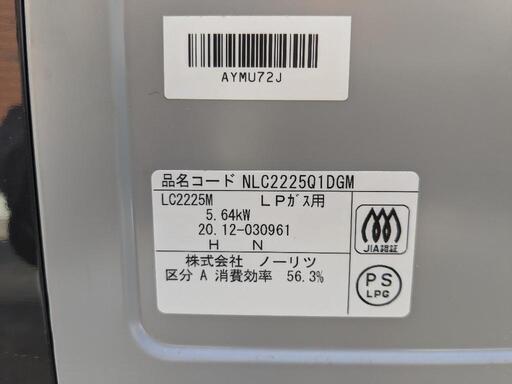 AYMU72J
品名コード NLC2225Q1DGM
LC2225M LPガス用
5.64kW
20.12-030961
H N
株式会社 ノーリツ
区分 A 消費効率 56.3%
JIA認証
PS
LPG